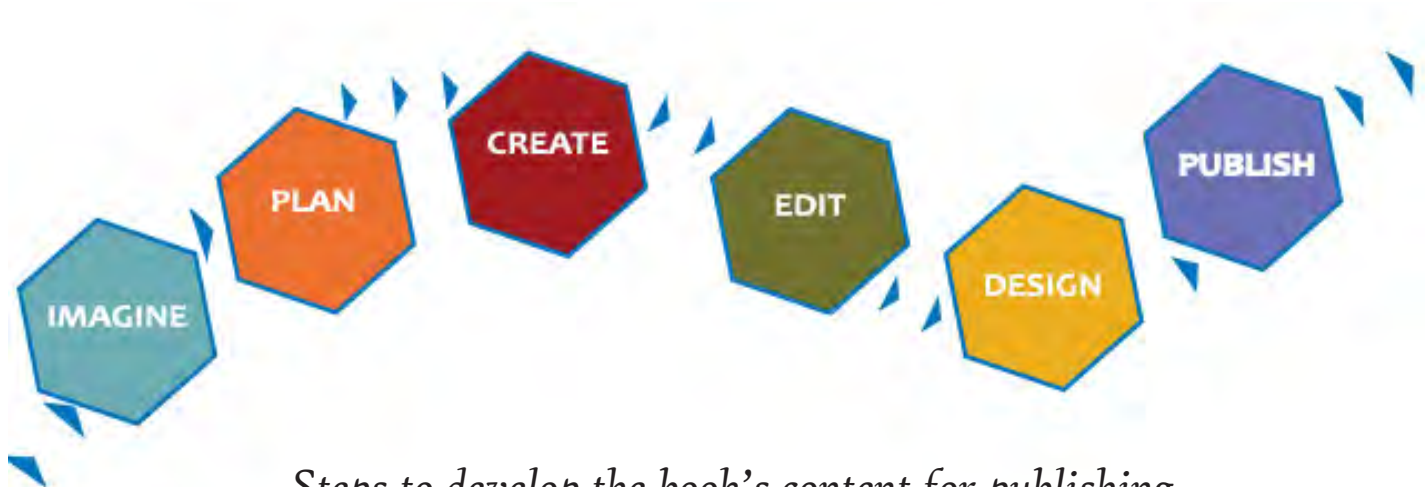 IMAGINE
PLAN
CREATE
EDIT
DESIGN
PUBLISH
Steps to develop the book's content for publishing